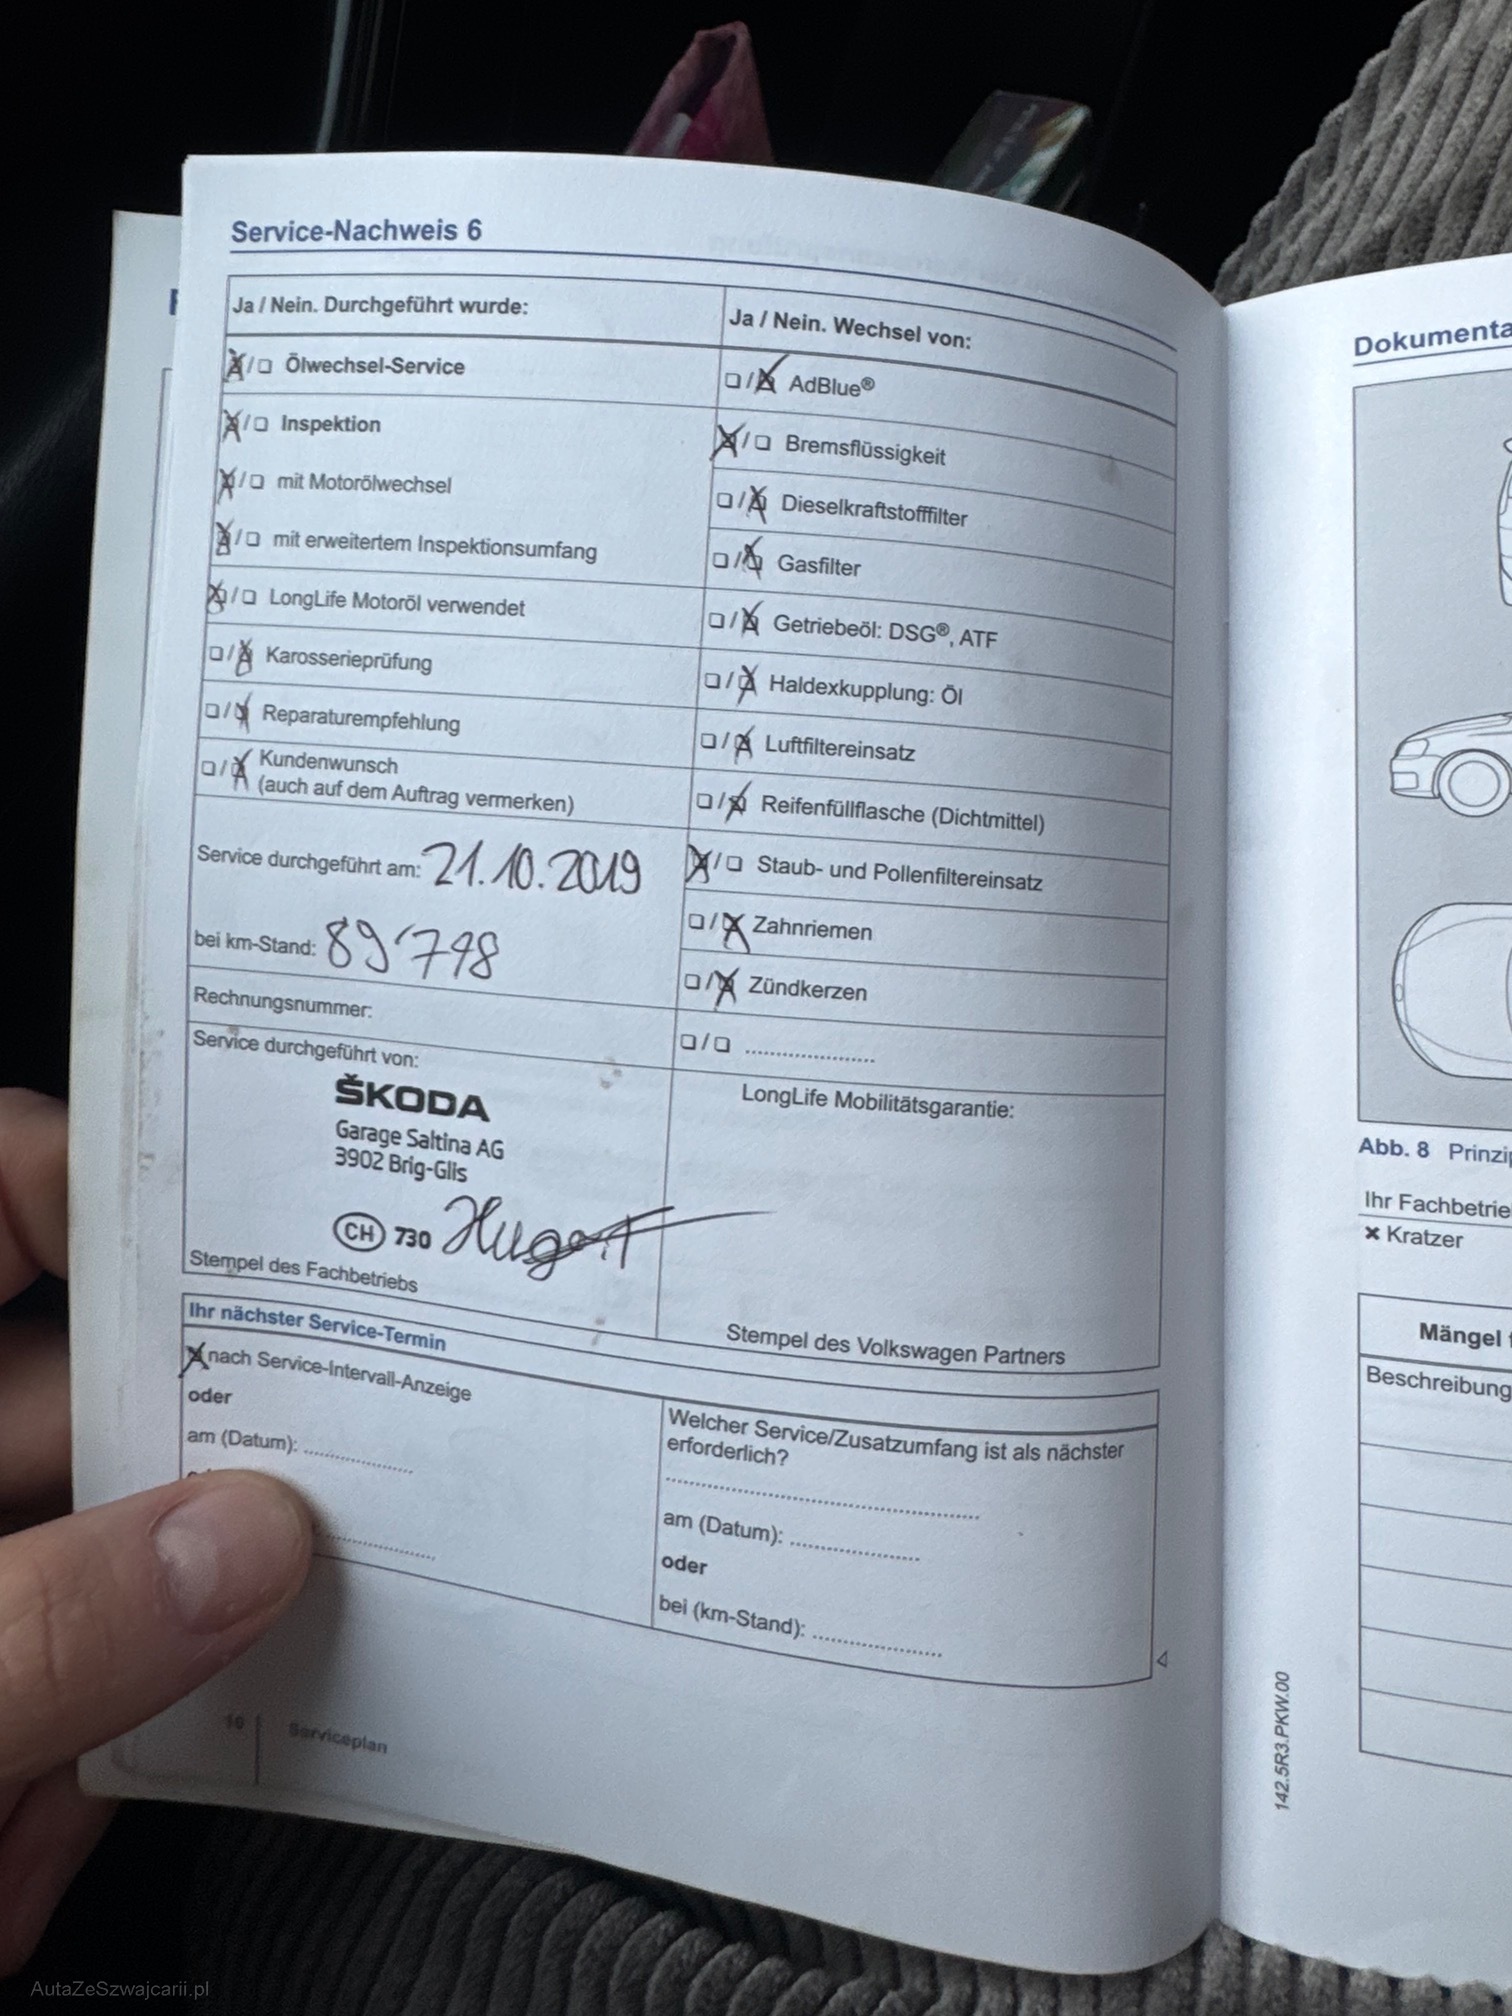 Service-Nachweis 6
Ja / Nein. Durchgeführt wurde:
☒/☐ Ölwechsel-Service
☒/☐ Inspektion
☒/☐ mit Motorölwechsel
☒/☐ mit erweitertem Inspektionsumfang
☒/☐ LongLife Motoröl verwendet
☐/☒ Karosserieprüfung
☐/☒ Reparaturempfehlung
☐/☒ Kundenwunsch
(auch auf dem Auftrag vermerken)
Service durchgeführt am: 21.10.2019
bei km-Stand: 89'798
Rechnungsnummer:
Service durchgeführt von:
ŠKODA
Garage Saltina AG
3902 Brig-Glis
CH 730
Stempel des Fachbetriebs
Ja / Nein. Wechsel von:
☐/☒ AdBlue®
☒/☐ Bremsflüssigkeit
☐/☒ Dieselkraftstofffilter
☐/☒ Gasfilter
☐/☒ Getriebeöl: DSG®, ATF
☐/☒ Haldexkupplung: Öl
☐/☒ Luftfiltereinsatz
☐/☒ Reifenfüllflasche (Dichtmittel)
☒/☐ Staub- und Pollenfiltereinsatz
☐/☒ Zahnriemen
☐/☒ Zündkerzen
☐/☐ ....................
LongLife Mobilitätsgarantie:
Stempel des Volkswagen Partners
Ihr nächster Service-Termin
☒ nach Service-Intervall-Anzeige
oder
am (Datum): ................
Welcher Service/Zusatzumfang ist als nächster
erforderlich?
am (Datum): ....................
oder
bei (km-Stand): ....................
10 Serviceplan
Dokumenta
Abb. 8 Prinzip
Ihr Fachbetrie
× Kratzer
Mängel
Beschreibung
142.5R3.PKW.00
AutaZeSzwajcarii.pl